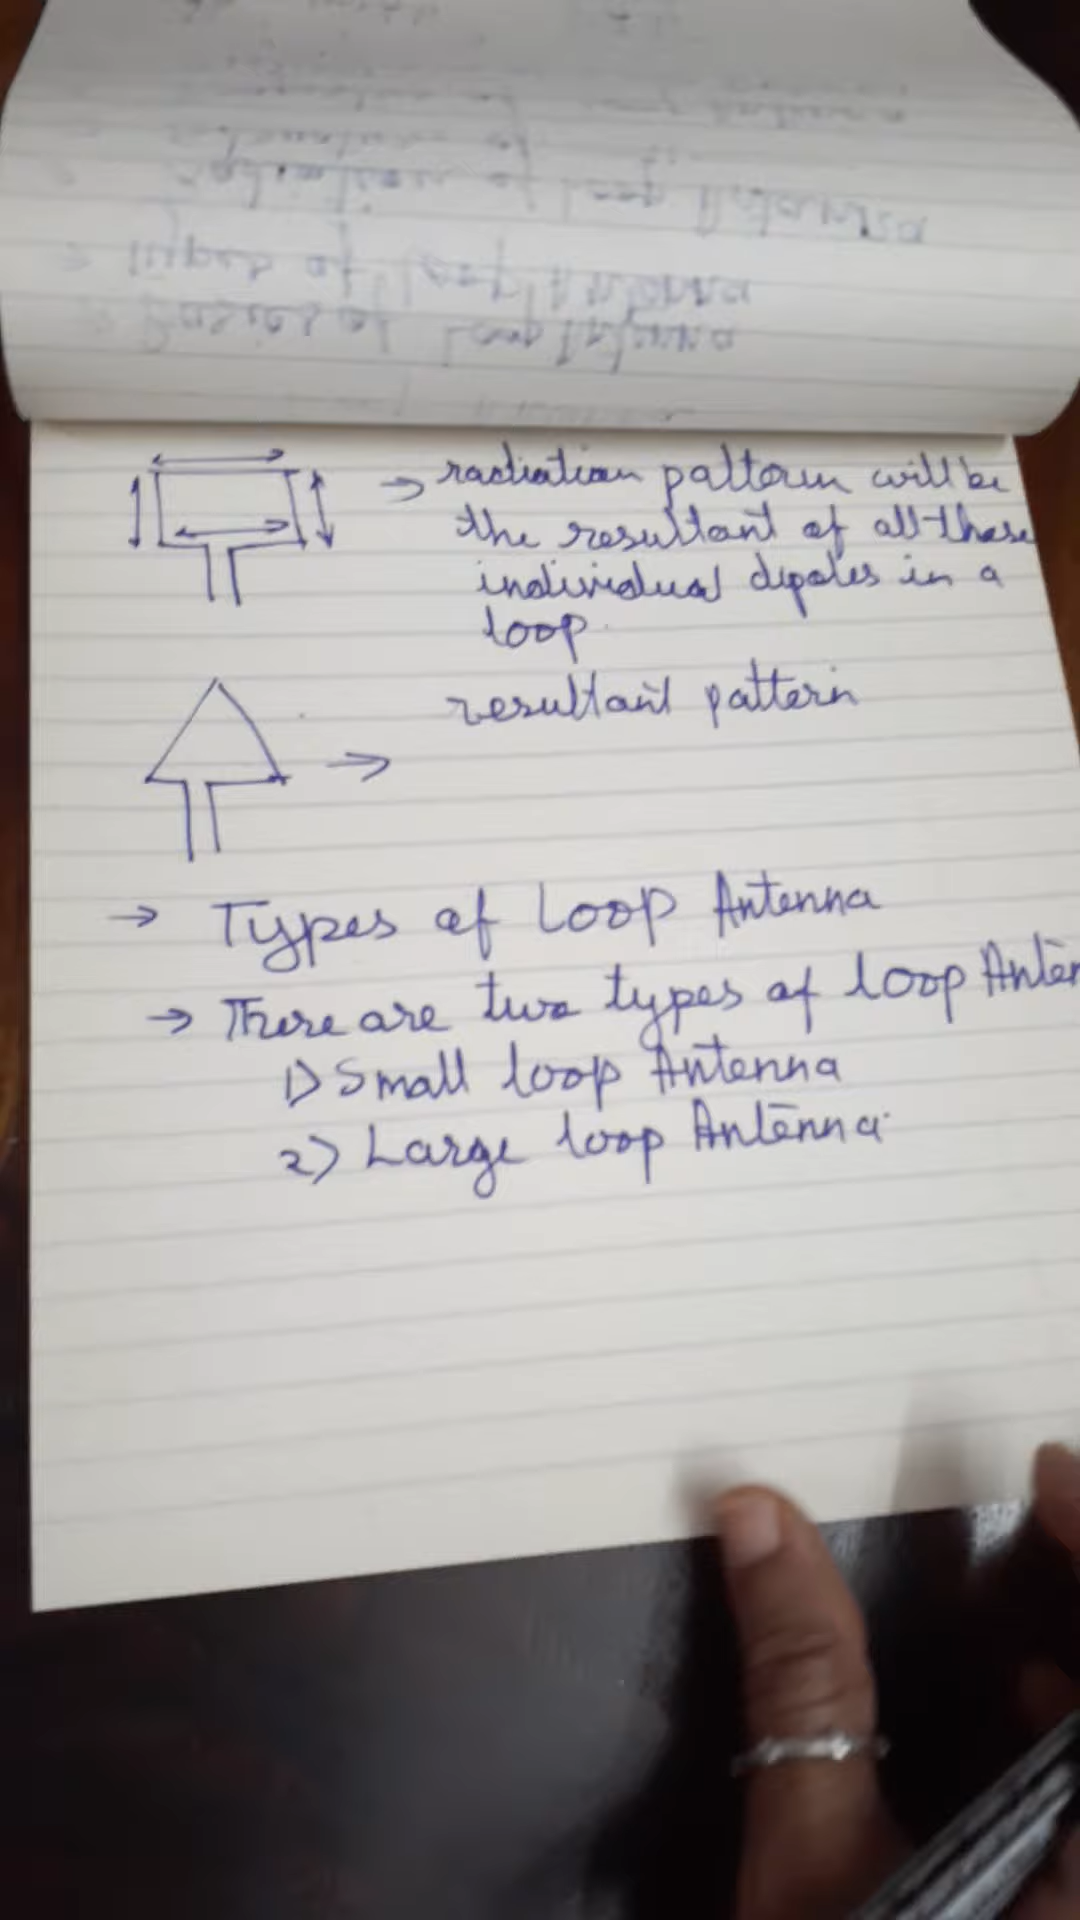 → radiation pattern will be
the resultant of all these
individual dipoles in a
loop.
resultant pattern
→
→ Types of Loop Antenna
→ There are two types of loop Anten
1) Small loop Antenna
2) Large loop Antenna